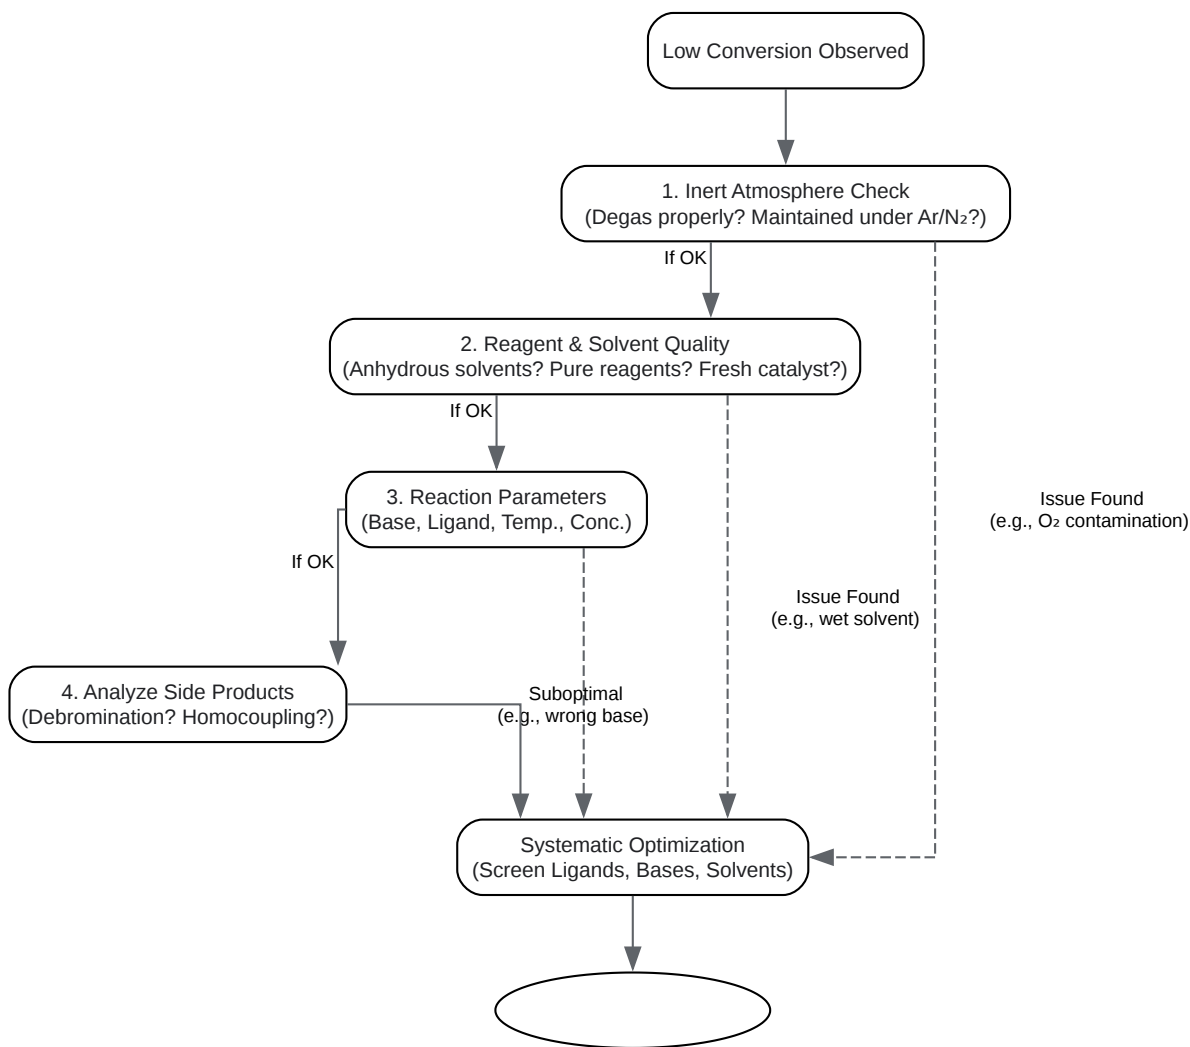 Low Conversion Observed
1. Inert Atmosphere Check
(Degas properly? Maintained under Ar/N₂?)
If OK
2. Reagent & Solvent Quality
(Anhydrous solvents? Pure reagents? Fresh catalyst?)
If OK
3. Reaction Parameters
(Base, Ligand, Temp., Conc.)
Issue Found
(e.g., O₂ contamination)
If OK
Issue Found
(e.g., wet solvent)
4. Analyze Side Products
(Debromination? Homocoupling?)
Suboptimal
(e.g., wrong base)
Systematic Optimization
(Screen Ligands, Bases, Solvents)